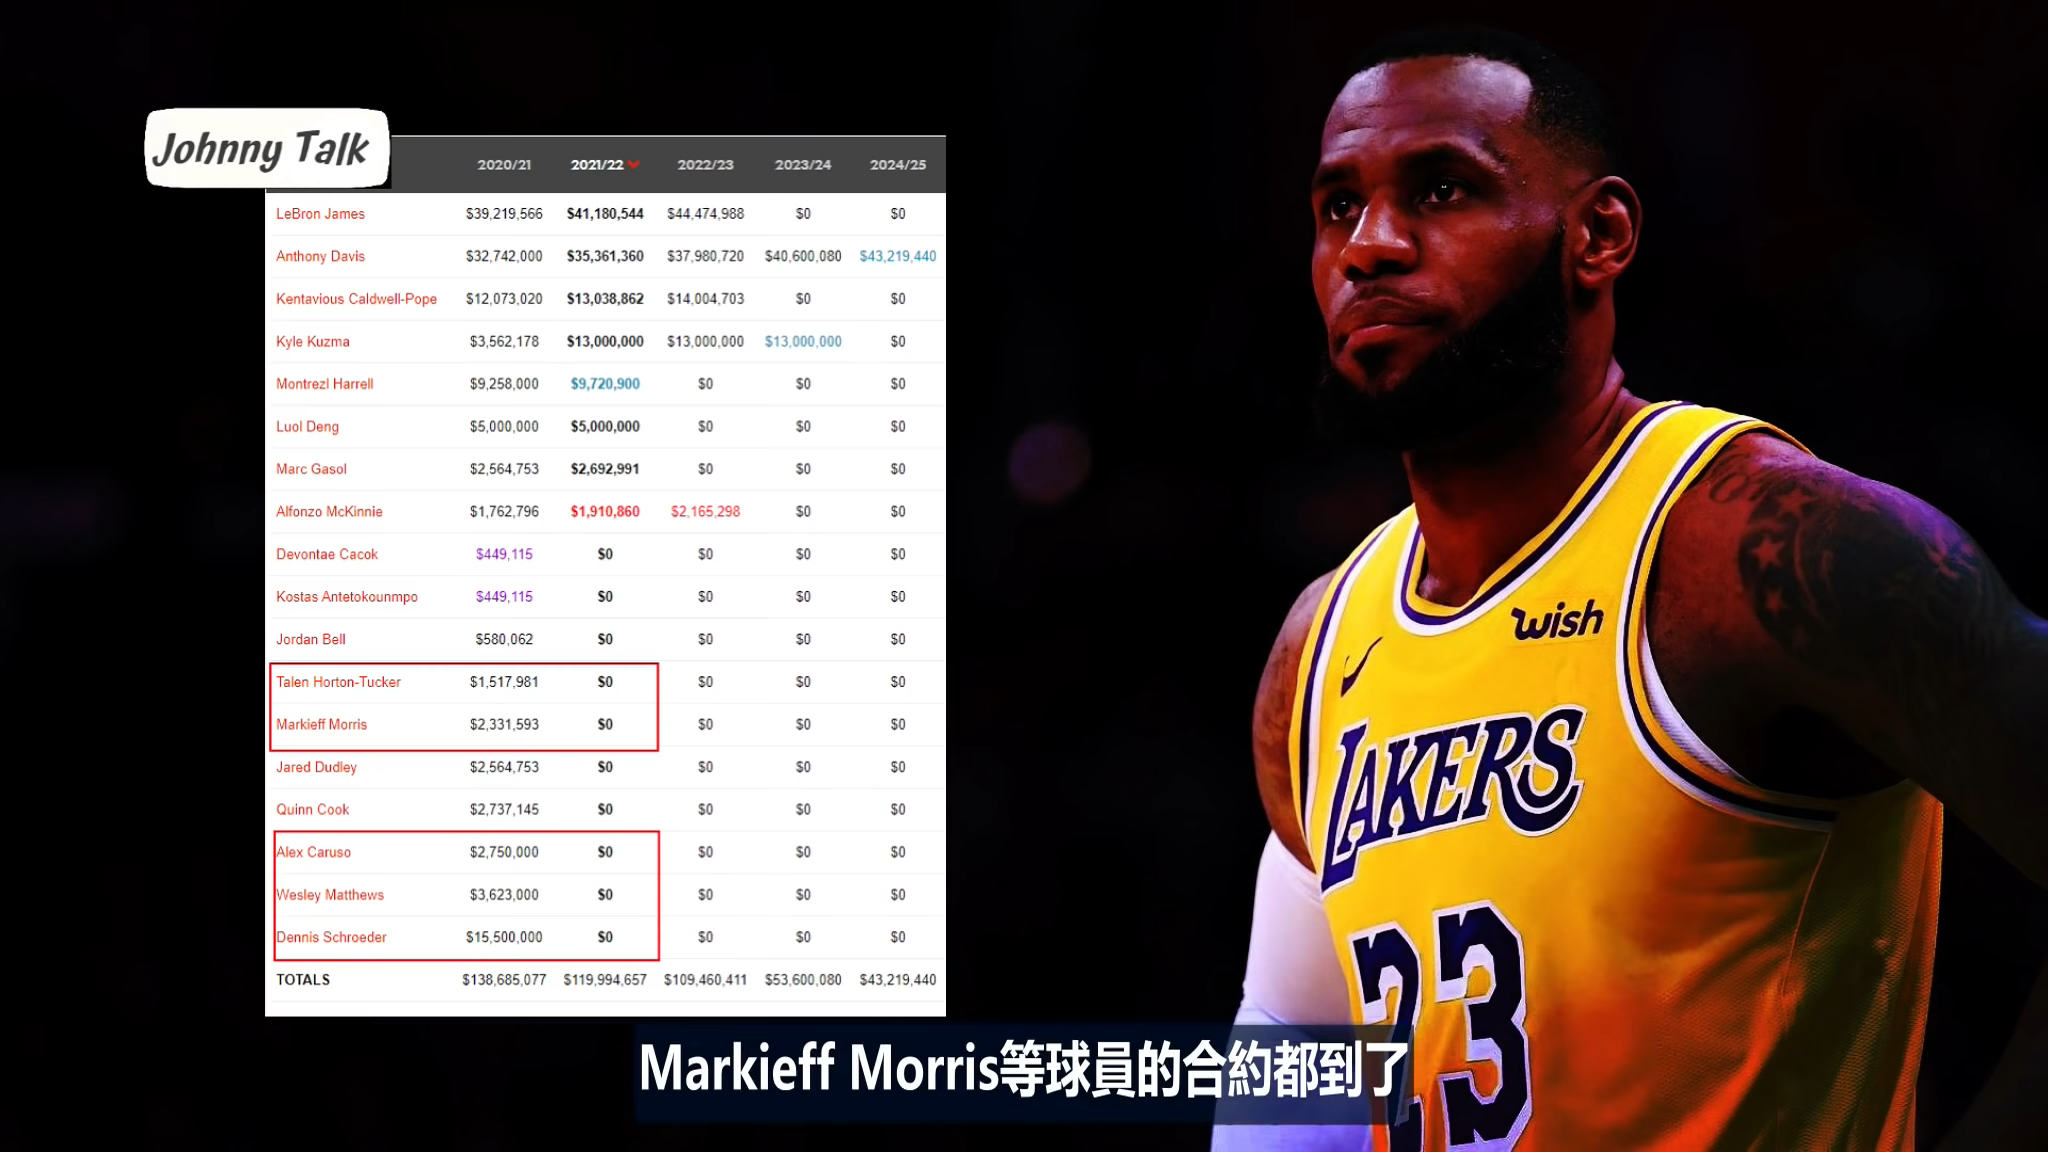 Johnny Talk
2020/21 2021/22 2022/23 2023/24 2024/25
LeBron James $39,219,566 $41,180,544 $44,474,988 $0 $0
Anthony Davis $32,742,000 $35,361,360 $37,980,720 $40,600,080 $43,219,440
Kentavious Caldwell-Pope $12,073,020 $13,038,862 $14,004,703 $0 $0
Kyle Kuzma $3,562,178 $13,000,000 $13,000,000 $13,000,000 $0
Montrezl Harrell $9,258,000 $9,720,900 $0 $0 $0
Luol Deng $5,000,000 $5,000,000 $0 $0 $0
Marc Gasol $2,564,753 $2,692,991 $0 $0 $0
Alfonzo McKinnie $1,762,796 $1,910,860 $2,165,298 $0 $0
Devontae Cacok $449,115 $0 $0 $0 $0
Kostas Antetokounmpo $449,115 $0 $0 $0 $0
Jordan Bell $580,062 $0 $0 $0 $0
Talen Horton-Tucker $1,517,981 $0 $0 $0 $0
Markieff Morris $2,331,593 $0 $0 $0 $0
Jared Dudley $2,564,753 $0 $0 $0 $0
Quinn Cook $2,737,145 $0 $0 $0 $0
Alex Caruso $2,750,000 $0 $0 $0 $0
Wesley Matthews $3,623,000 $0 $0 $0 $0
Dennis Schroeder $15,500,000 $0 $0 $0 $0
TOTALS $138,685,077 $119,994,657 $109,460,411 $53,600,080 $43,219,440
wish
LAKERS
23
Markieff Morris等球員的合約都到了